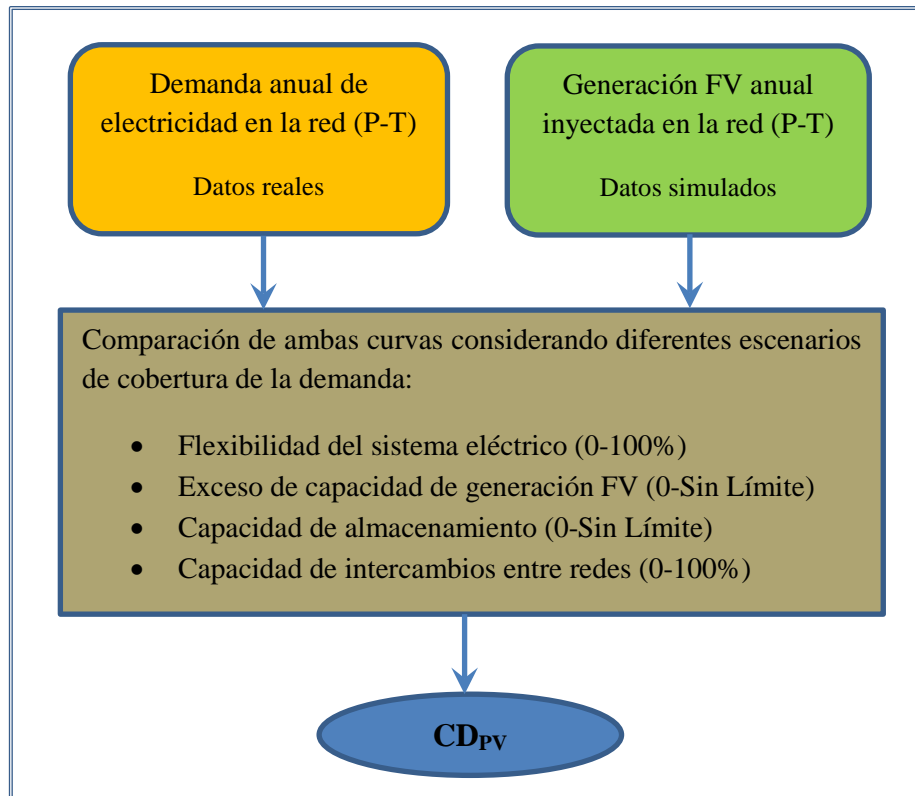 Demanda anual de
electricidad en la red (P-T)
Datos reales
Generación FV anual
inyectada en la red (P-T)
Datos simulados
Comparación de ambas curvas considerando diferentes escenarios
de cobertura de la demanda:
• Flexibilidad del sistema eléctrico (0-100%)
• Exceso de capacidad de generación FV (0-Sin Límite)
• Capacidad de almacenamiento (0-Sin Límite)
• Capacidad de intercambios entre redes (0-100%)
CDPV